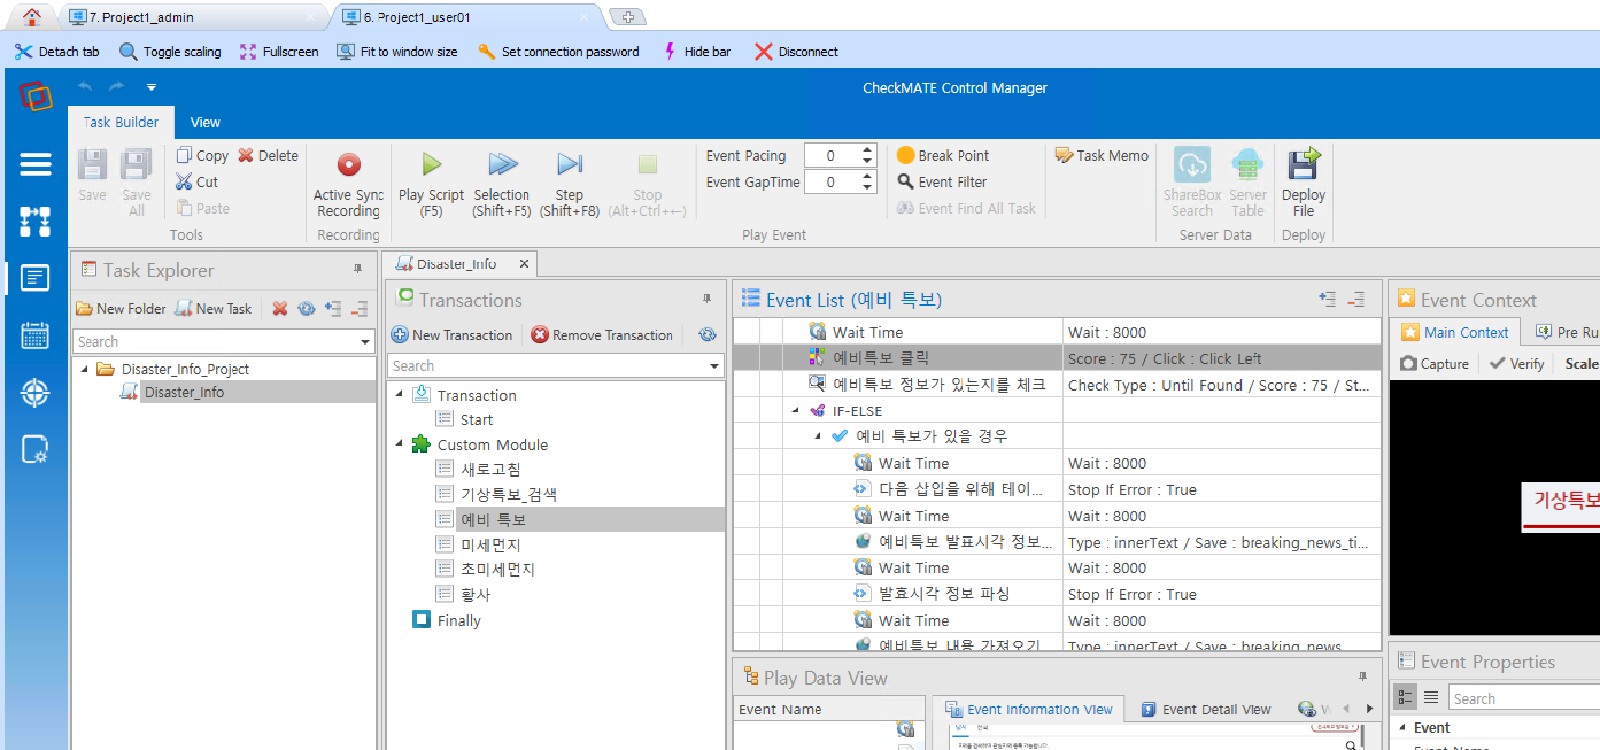 7. Project1_admin
6. Project1_user01
Detach tab
Toggle scaling
Fullscreen
Fit to window size
Set connection password
Hide bar
Disconnect
CheckMATE Control Manager
Task Builder
View
Save
Save All
Copy
Delete
Cut
Paste
Tools
Active Sync Recording
Recording
Play Script (F5)
Selection (Shift+F5)
Step (Shift+F8)
Stop (Alt+Ctrl+←)
Event Pacing 0
Event GapTime 0
Break Point
Event Filter
Event Find All Task
Play Event
Task Memo
ShareBox Search
Server Table
Server Data
Deploy File
Deploy
Task Explorer
New Folder
New Task
Search
Disaster_Info_Project
Disaster_Info
Disaster_Info
Transactions
New Transaction
Remove Transaction
Search
Transaction
Start
Custom Module
새로고침
기상특보_검색
예비 특보
미세먼지
초미세먼지
황사
Finally
Event List (예비 특보)
Wait Time Wait : 8000
예비특보 클릭 Score : 75 / Click : Click Left
예비특보 정보가 있는지를 체크 Check Type : Until Found / Score : 75 / St...
IF-ELSE
예비 특보가 있을 경우
Wait Time Wait : 8000
다음 삽입을 위해 테이... Stop If Error : True
Wait Time Wait : 8000
예비특보 발표시각 정보... Type : innerText / Save : breaking_news_ti...
Wait Time Wait : 8000
발효시각 정보 파싱 Stop If Error : True
Wait Time Wait : 8000
예비특보 내용 가져오기 Type : innerText / Save : breaking_news
Play Data View
Event Name
Event Information View
Event Detail View
W
Event Context
Main Context
Pre Ru
Capture
Verify
Scale
기상특보
Event Properties
Search
Event
Event Name